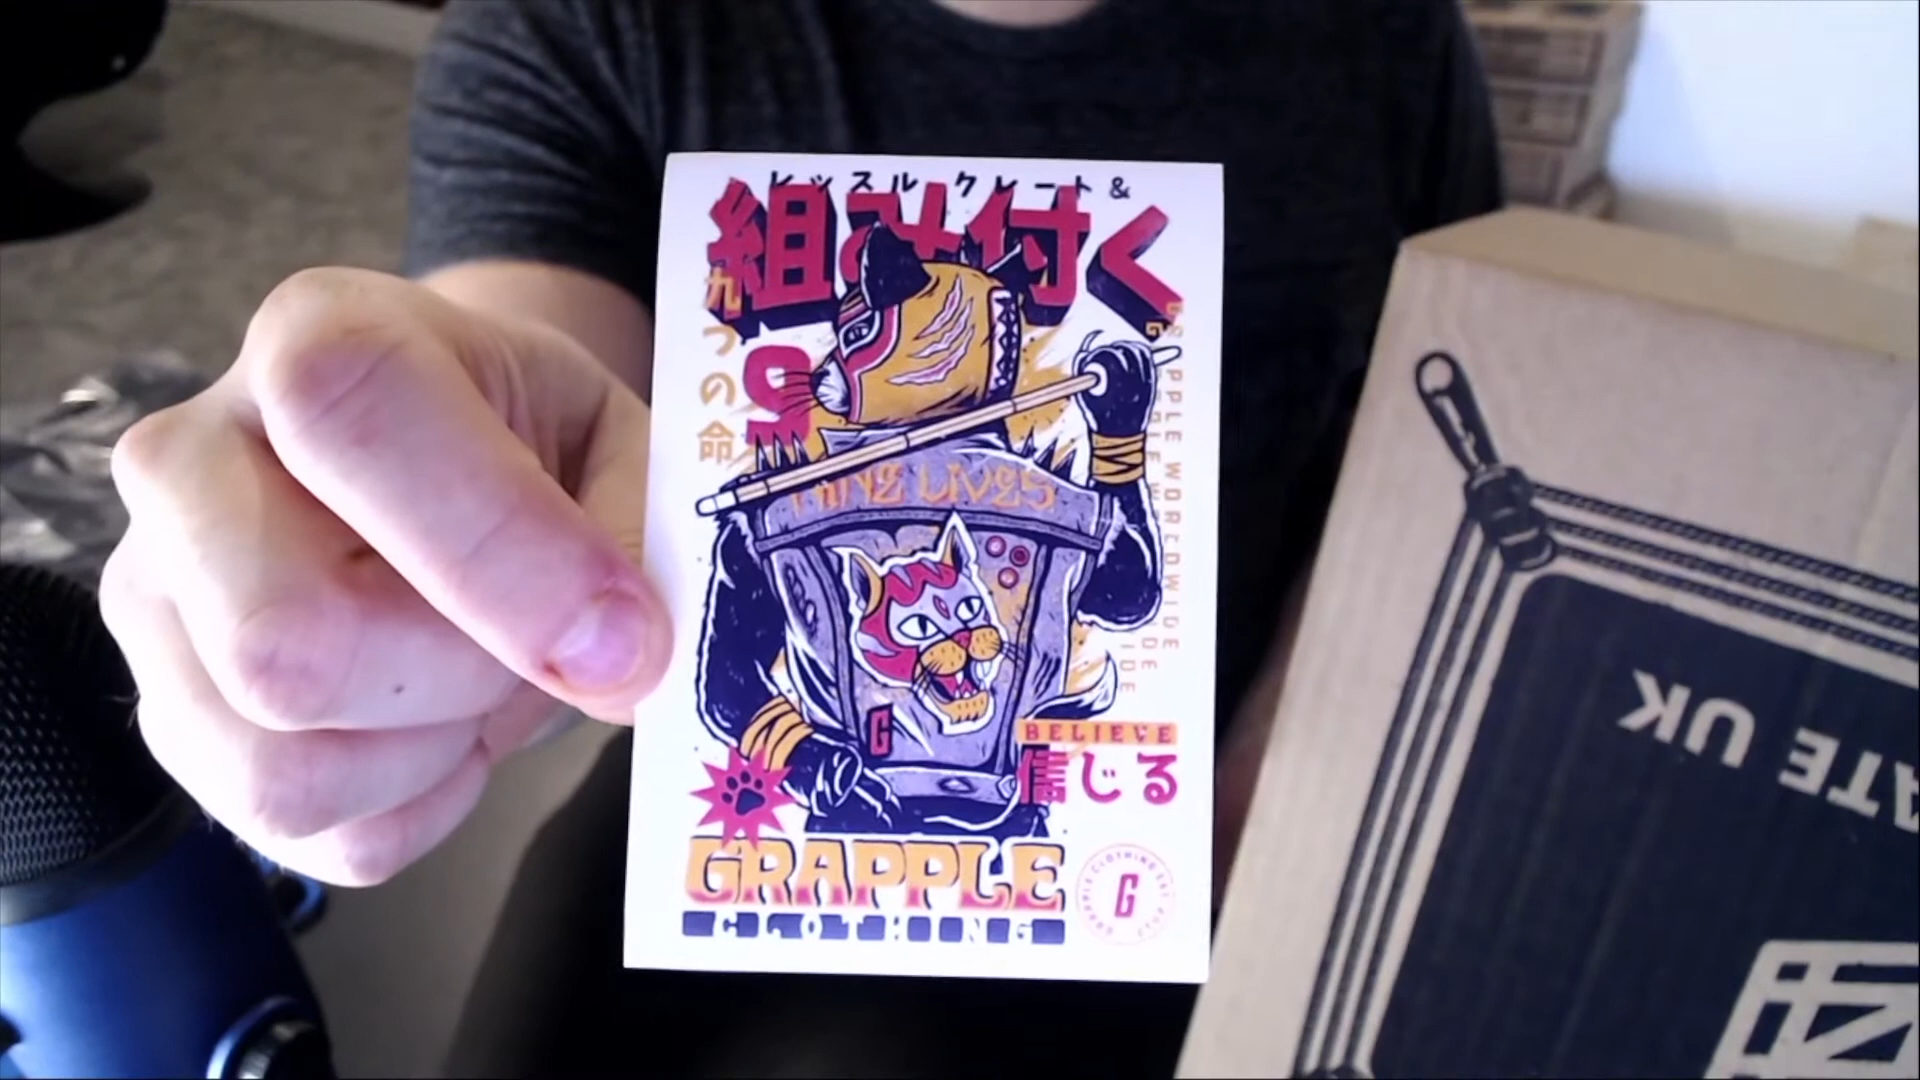 レッスル クレート &
組み付く
九つの命
9
NINE LIVES
GRAPPLE WORLDWIDE
G
BELIEVE
信じる
GRAPPLE
CLOTHING
G
ATE UK